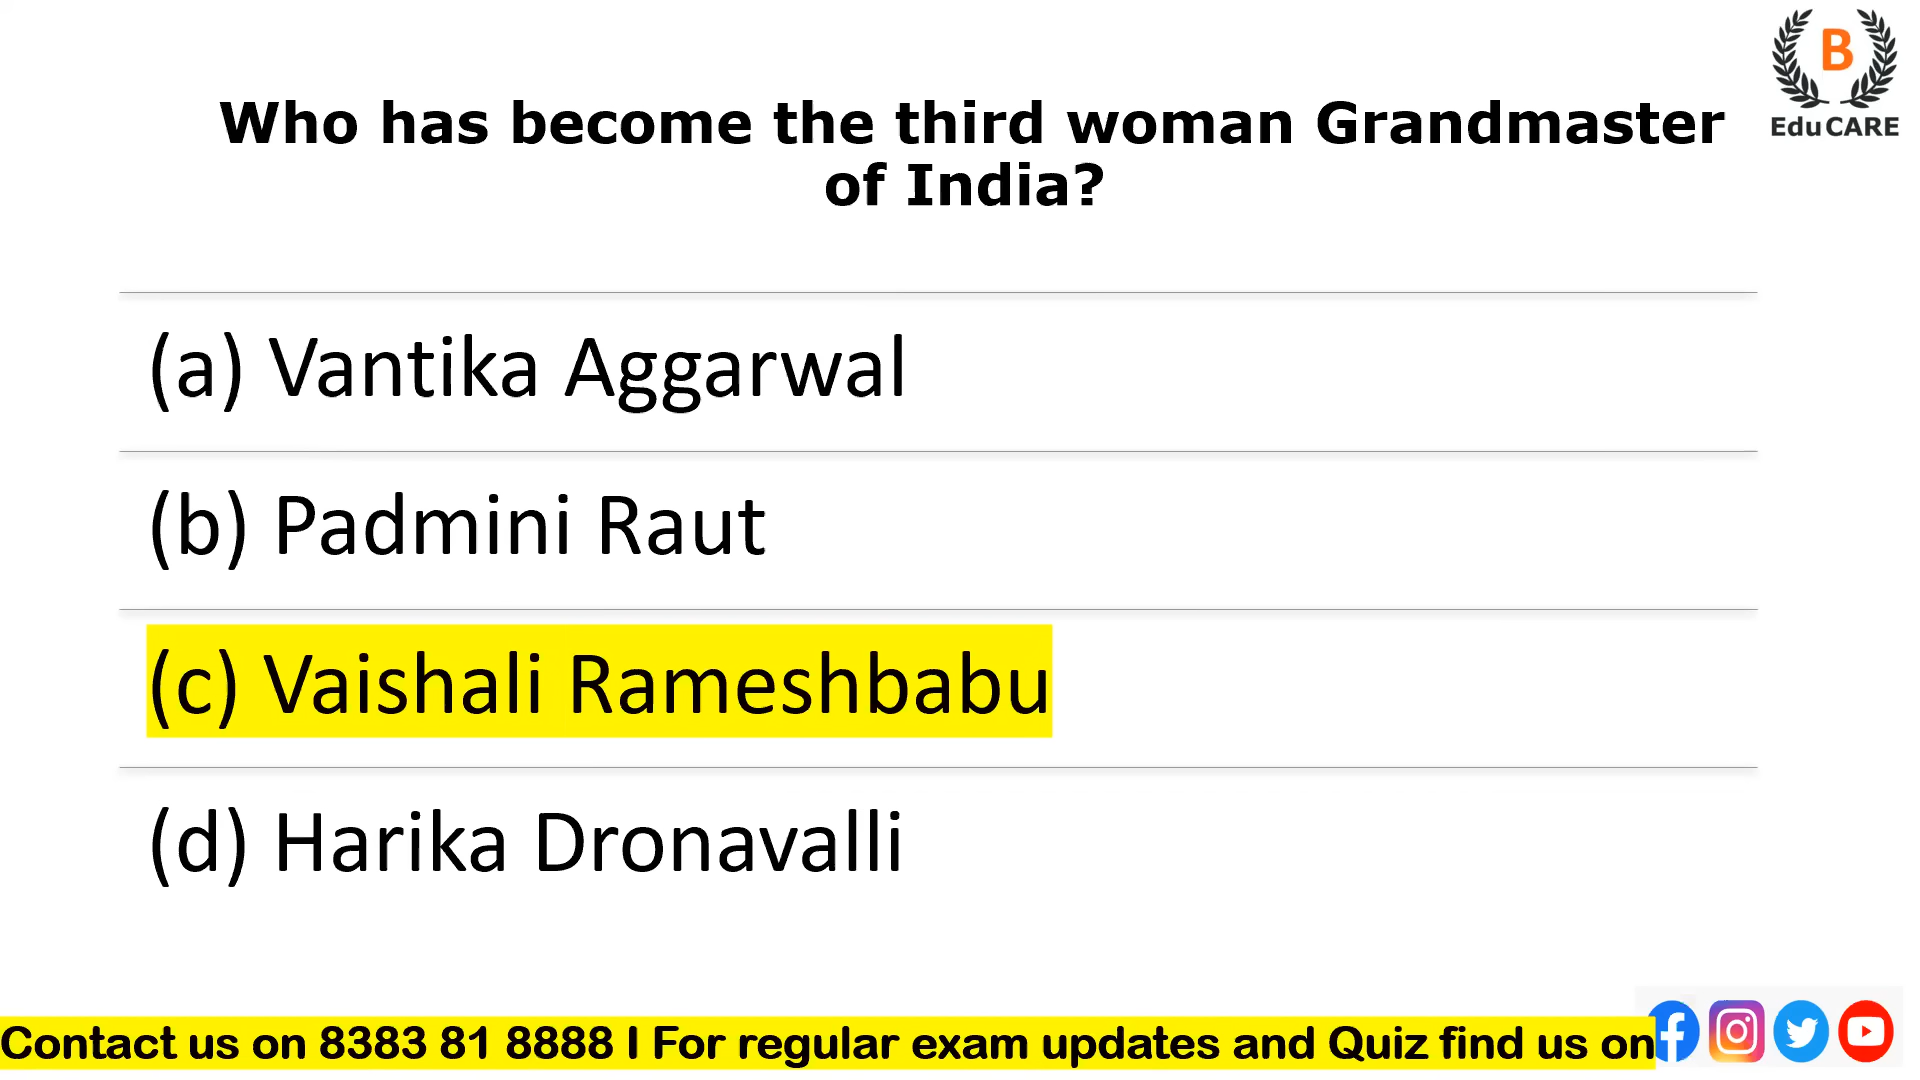 B
EduCARE
Who has become the third woman Grandmaster
of India?
(a) Vantika Aggarwal
(b) Padmini Raut
(c) Vaishali Rameshbabu
(d) Harika Dronavalli
Contact us on 8383 81 8888 I For regular exam updates and Quiz find us on